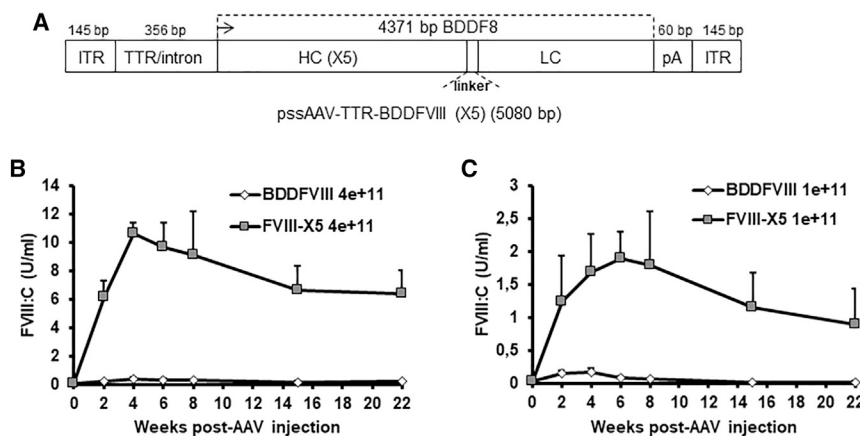 A
145 bp 356 bp 4371 bp BDDF8 60 bp 145 bp
ITR TTR/intron HC (X5) LC pA ITR
linker
pssAAV-TTR-BDDFVIII (X5) (5080 bp)
B
FVIII:C (U/ml)
14
12
10
8
6
4
2
0
BDDFVIII 4e+11
FVIII-X5 4e+11
0 2 4 6 8 10 12 14 16 18 20 22
Weeks post-AAV injection
C
FVIII:C (U/ml)
3
2,5
2
1,5
1
0,5
0
BDDFVIII 1e+11
FVIII-X5 1e+11
0 2 4 6 8 10 12 14 16 18 20 22
Weeks post-AAV injection